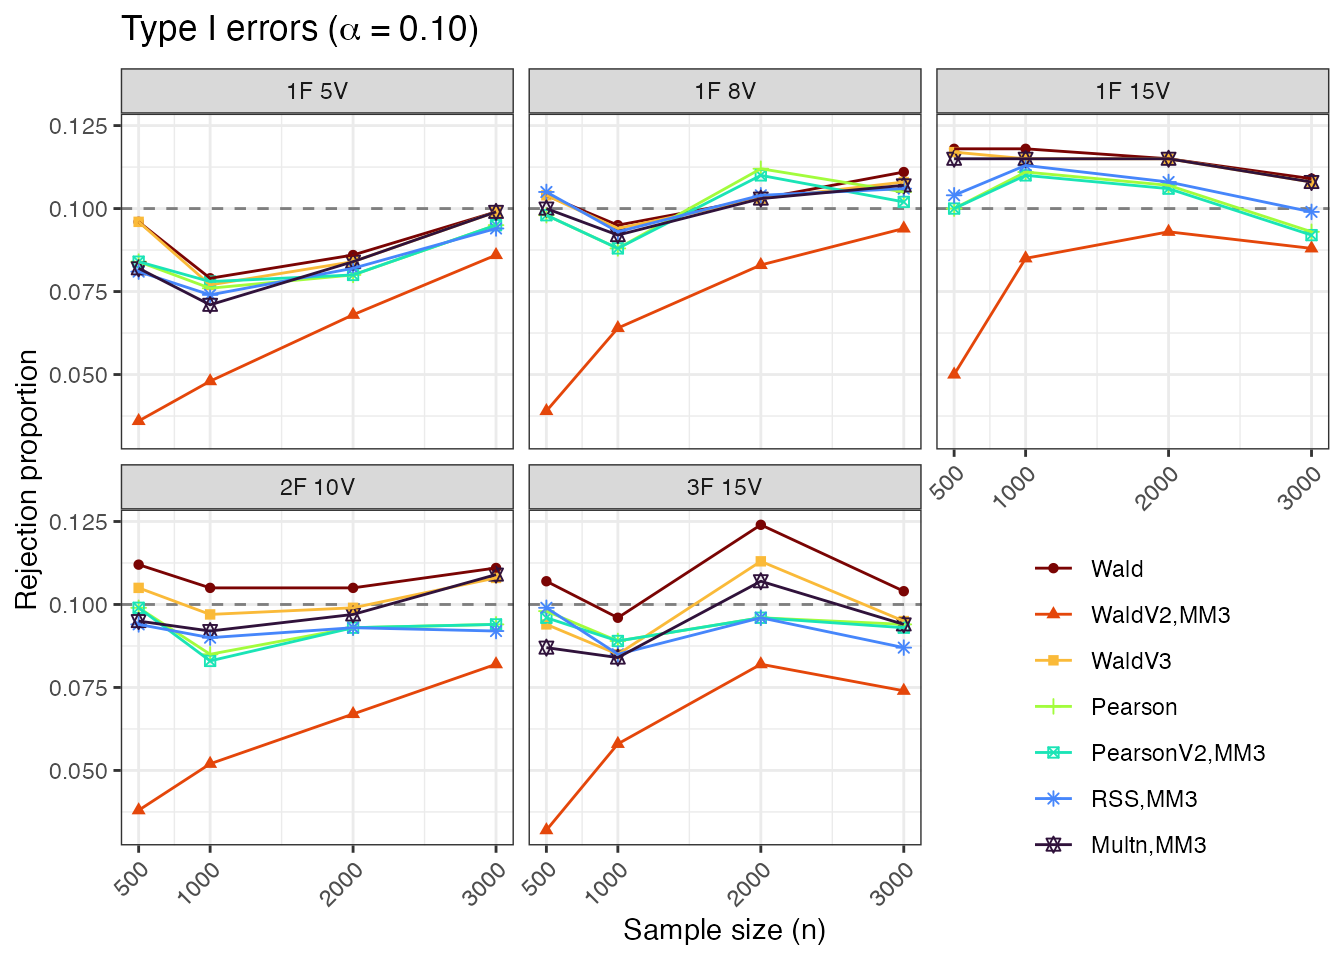 Type I errors (α = 0.10)
1F 5V
1F 8V
1F 15V
0.125
0.100
0.075
0.050
500
1000
2000
3000
2F 10V
3F 15V
0.125
0.100
0.075
0.050
500
1000
2000
3000
500
1000
2000
3000
Rejection proportion
Sample size (n)
Wald
WaldV2,MM3
WaldV3
Pearson
PearsonV2,MM3
RSS,MM3
Multn,MM3